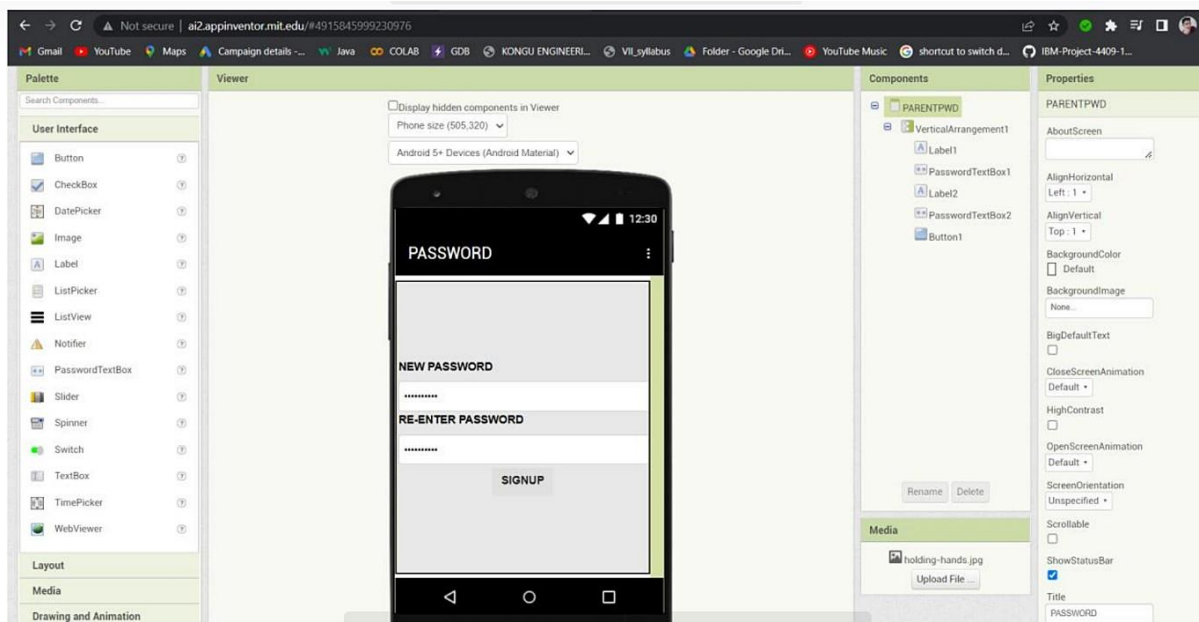 Not secure | ai2.appinventor.mit.edu/#4915845999230976
Gmail YouTube Maps Campaign details -... Java COLAB GDB KONGU ENGINEERI... VII_syllabus Folder - Google Dri... YouTube Music shortcut to switch d... IBM-Project-4409-1...
Palette
Search Components...
User Interface
Button
CheckBox
DatePicker
Image
Label
ListPicker
ListView
Notifier
PasswordTextBox
Slider
Spinner
Switch
TextBox
TimePicker
WebViewer
Layout
Media
Drawing and Animation
Viewer
Display hidden components in Viewer
Phone size (505,320)
Android 5+ Devices (Android Material)
12:30
PASSWORD
NEW PASSWORD
••••••••••
RE-ENTER PASSWORD
••••••••••
SIGNUP
Components
PARENTPWD
VerticalArrangement1
Label1
PasswordTextBox1
Label2
PasswordTextBox2
Button1
Rename Delete
Media
holding-hands.jpg
Upload File ...
Properties
PARENTPWD
AboutScreen
AlignHorizontal
Left : 1
AlignVertical
Top : 1
BackgroundColor
Default
BackgroundImage
None...
BigDefaultText
CloseScreenAnimation
Default
HighContrast
OpenScreenAnimation
Default
ScreenOrientation
Unspecified
Scrollable
ShowStatusBar
Title
PASSWORD